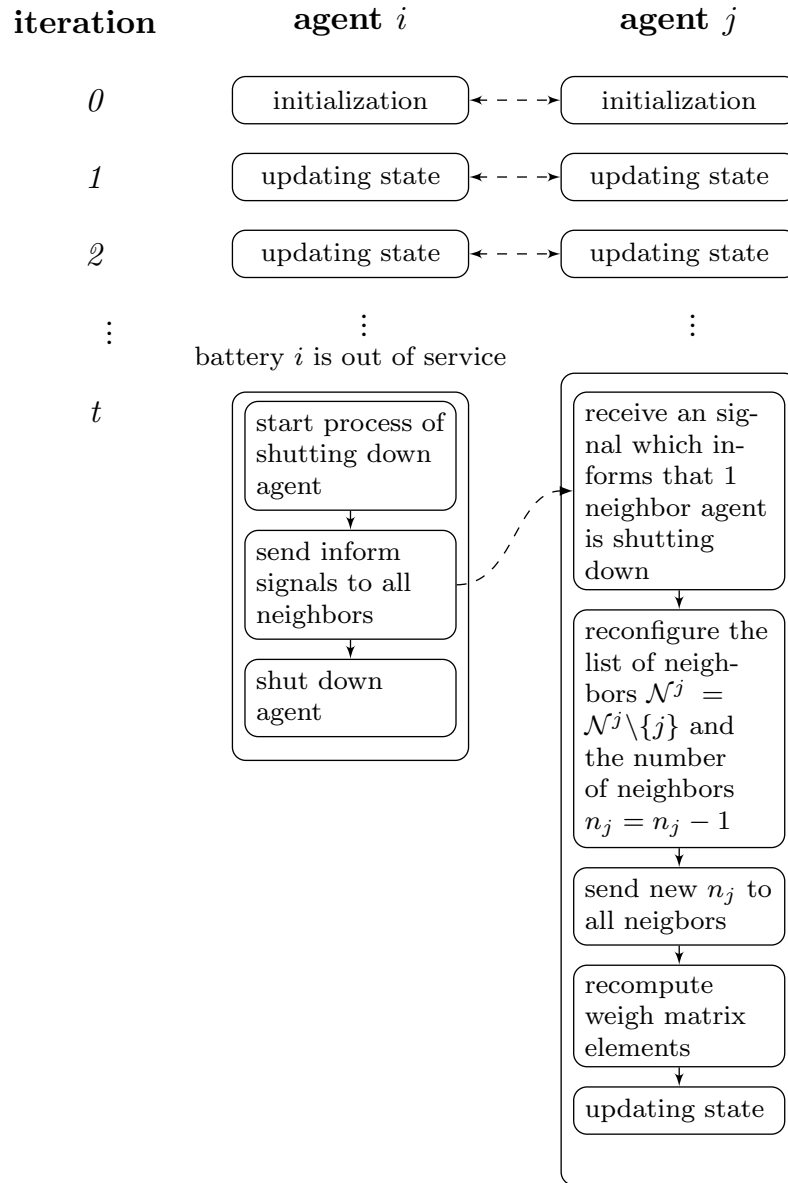 iteration agent i agent j
0 initialization initialization
1 updating state updating state
2 updating state updating state
⋮ ⋮ ⋮
battery i is out of service
t
start process of
shutting down
agent
send inform
signals to all
neighbors
shut down
agent
receive an sig-
nal which in-
forms that 1
neighbor agent
is shutting
down
reconfigure the
list of neigh-
bors 𝒩^j =
𝒩^j\{j} and
the number
of neighbors
n_j = n_j − 1
send new n_j to
all neigbors
recompute
weigh matrix
elements
updating state